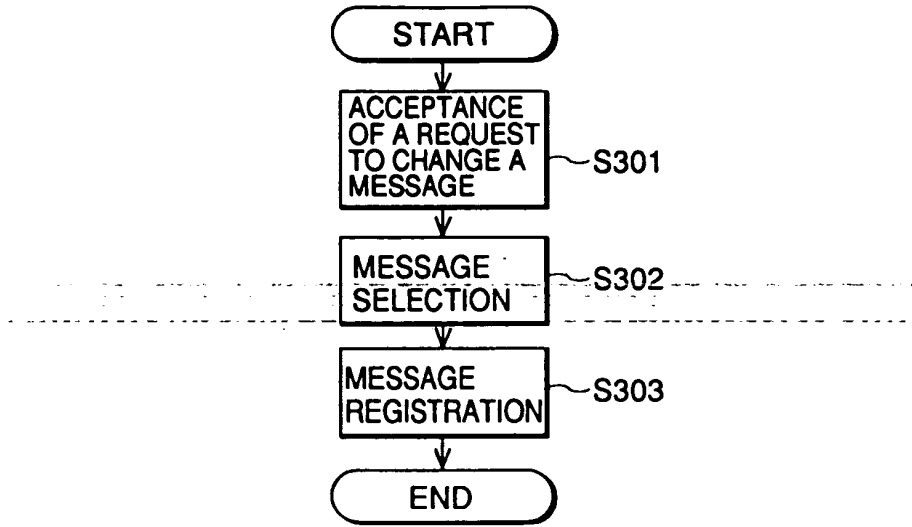 START
ACCEPTANCE
OF A REQUEST
TO CHANGE A
MESSAGE
S301
MESSAGE
SELECTION
S302
MESSAGE
REGISTRATION
S303
END